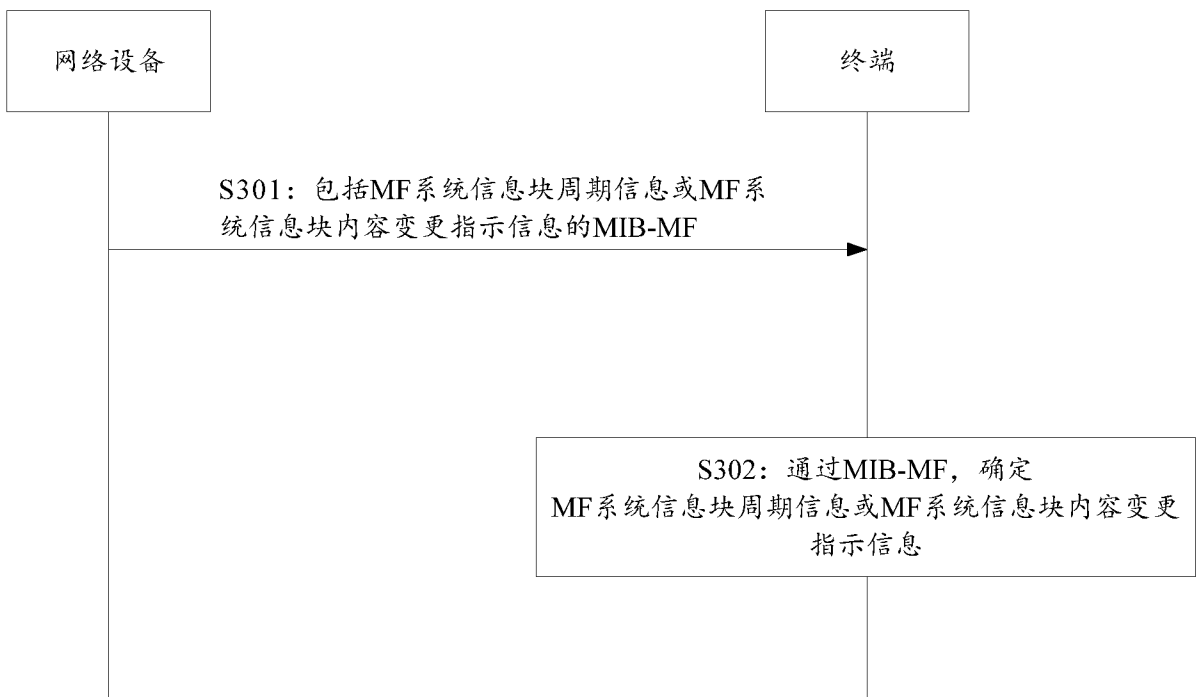 网络设备
终端
S301：包括MF系统信息块周期信息或MF系
统信息块内容变更指示信息的MIB-MF
S302：通过MIB-MF，确定
MF系统信息块周期信息或MF系统信息块内容变更
指示信息